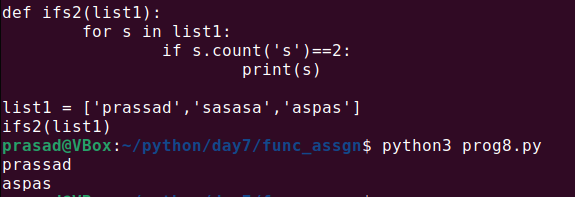 def ifs2(list1):
        for s in list1:
                if s.count('s')==2:
                        print(s)

list1 = ['prassad','sasasa','aspas']
ifs2(list1)
prasad@VBox:~/python/day7/func_assgn$ python3 prog8.py
prassad
aspas